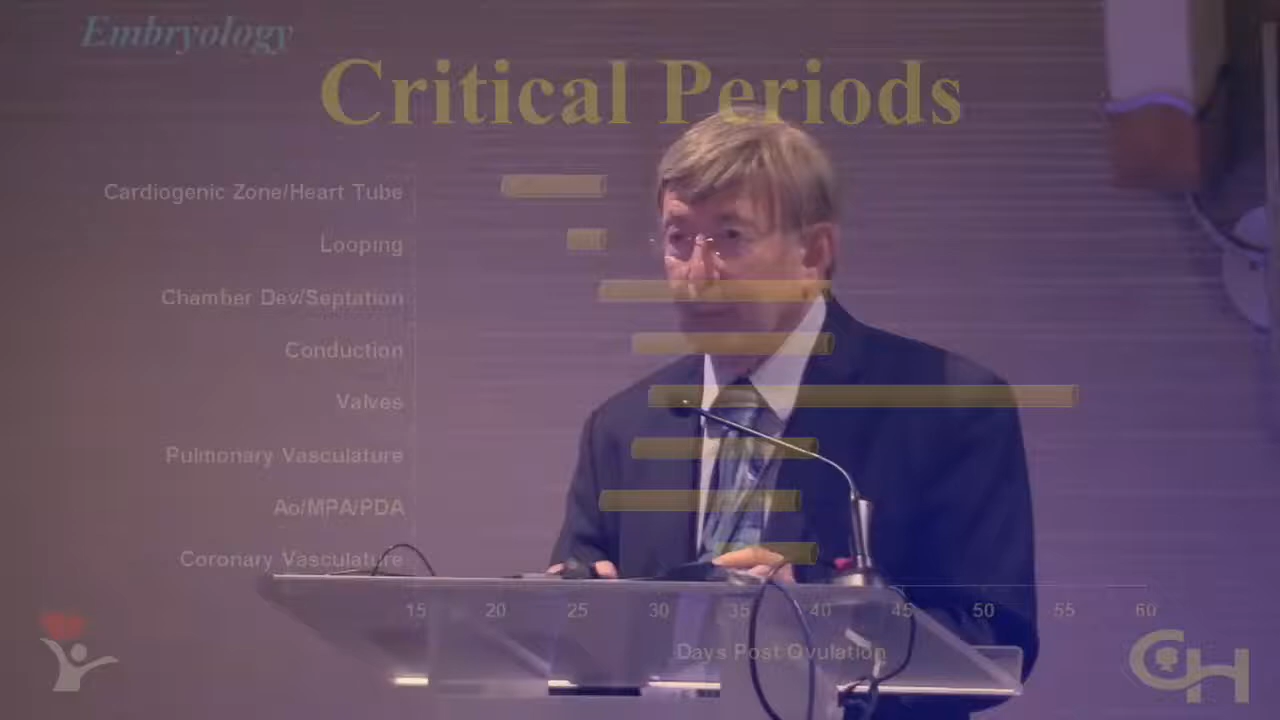 Embryology
Critical Periods
Cardiogenic Zone/Heart Tube
Looping
Chamber Dev/Septation
Conduction
Valves
Pulmonary Vasculature
Ao/MPA/PDA
Coronary Vasculature
15 20 25 30 35 40 45 50 55 60
Days Post Ovulation
CH